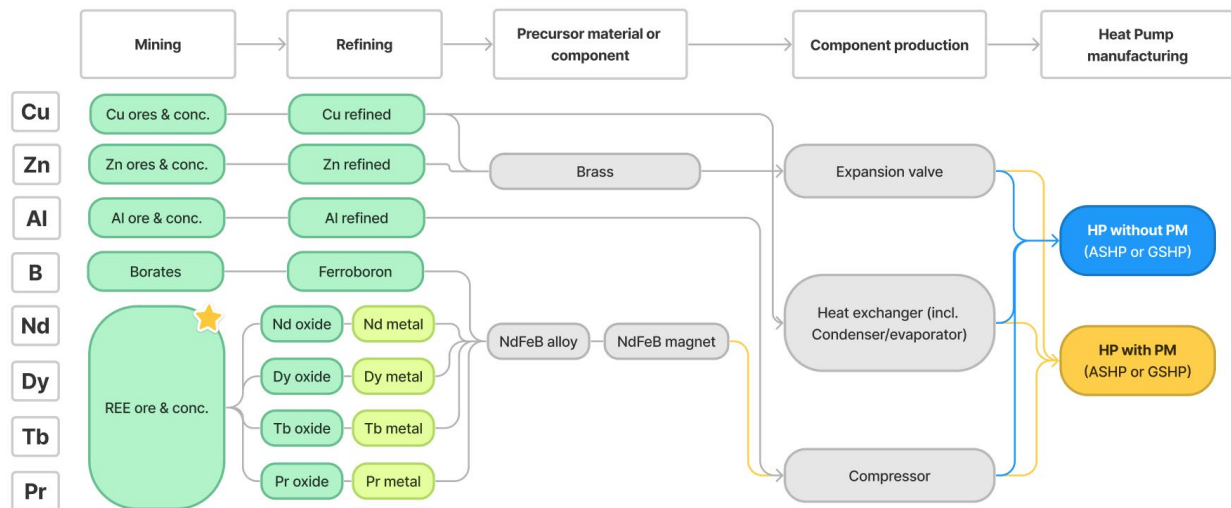 Mining
Refining
Precursor material or
component
Component production
Heat Pump
manufacturing
Cu
Cu ores & conc.
Cu refined
Zn
Zn ores & conc.
Zn refined
Brass
Expansion valve
Al
Al ore & conc.
Al refined
HP without PM
(ASHP or GSHP)
B
Borates
Ferroboron
Nd
Nd oxide
Nd metal
Heat exchanger (incl.
Condenser/evaporator)
NdFeB alloy
NdFeB magnet
HP with PM
(ASHP or GSHP)
Dy
Dy oxide
Dy metal
REE ore & conc.
Tb
Tb oxide
Tb metal
Pr
Pr oxide
Pr metal
Compressor